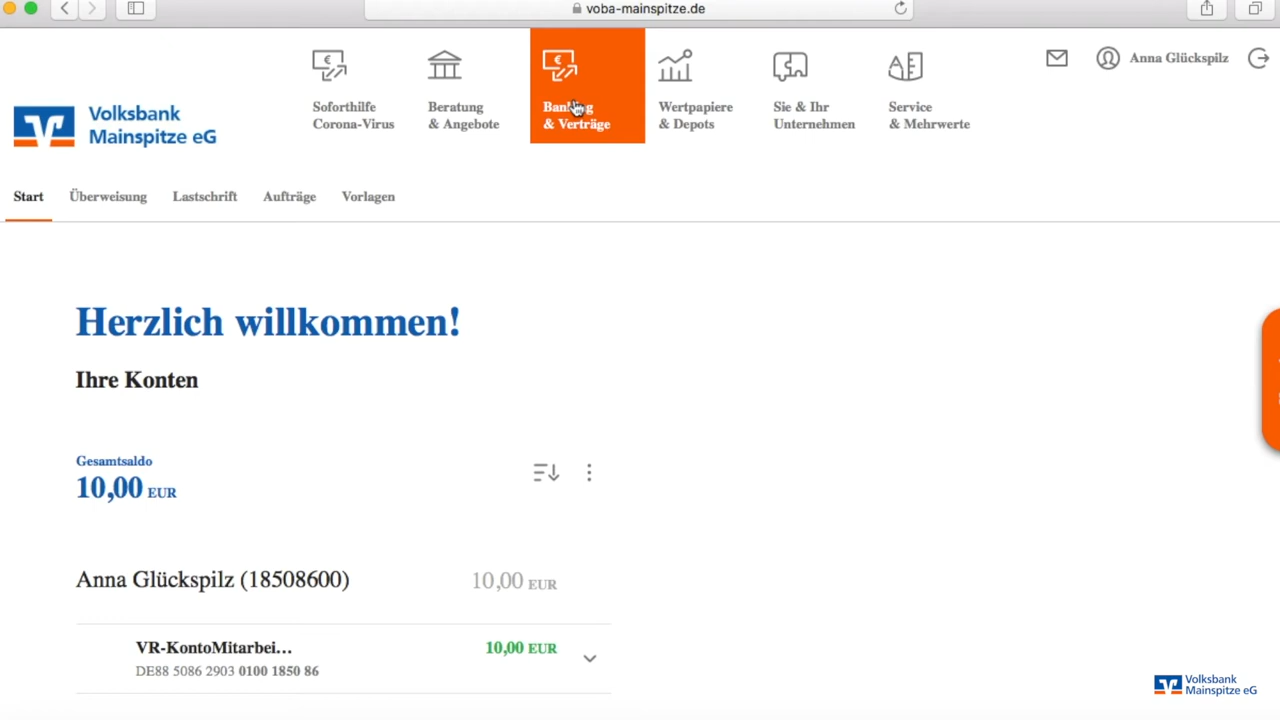 voba-mainspitze.de
Soforthilfe
Corona-Virus
Beratung
& Angebote
Banking
& Verträge
Wertpapiere
& Depots
Sie & Ihr
Unternehmen
Service
& Mehrwerte
Anna Glückspilz
Volksbank
Mainspitze eG
Start
Überweisung
Lastschrift
Aufträge
Vorlagen
Herzlich willkommen!
Ihre Konten
Gesamtsaldo
10,00 EUR
Anna Glückspilz (18508600)
10,00 EUR
VR-KontoMitarbei...
10,00 EUR
DE88 5086 2903 0100 1850 86
Volksbank
Mainspitze eG